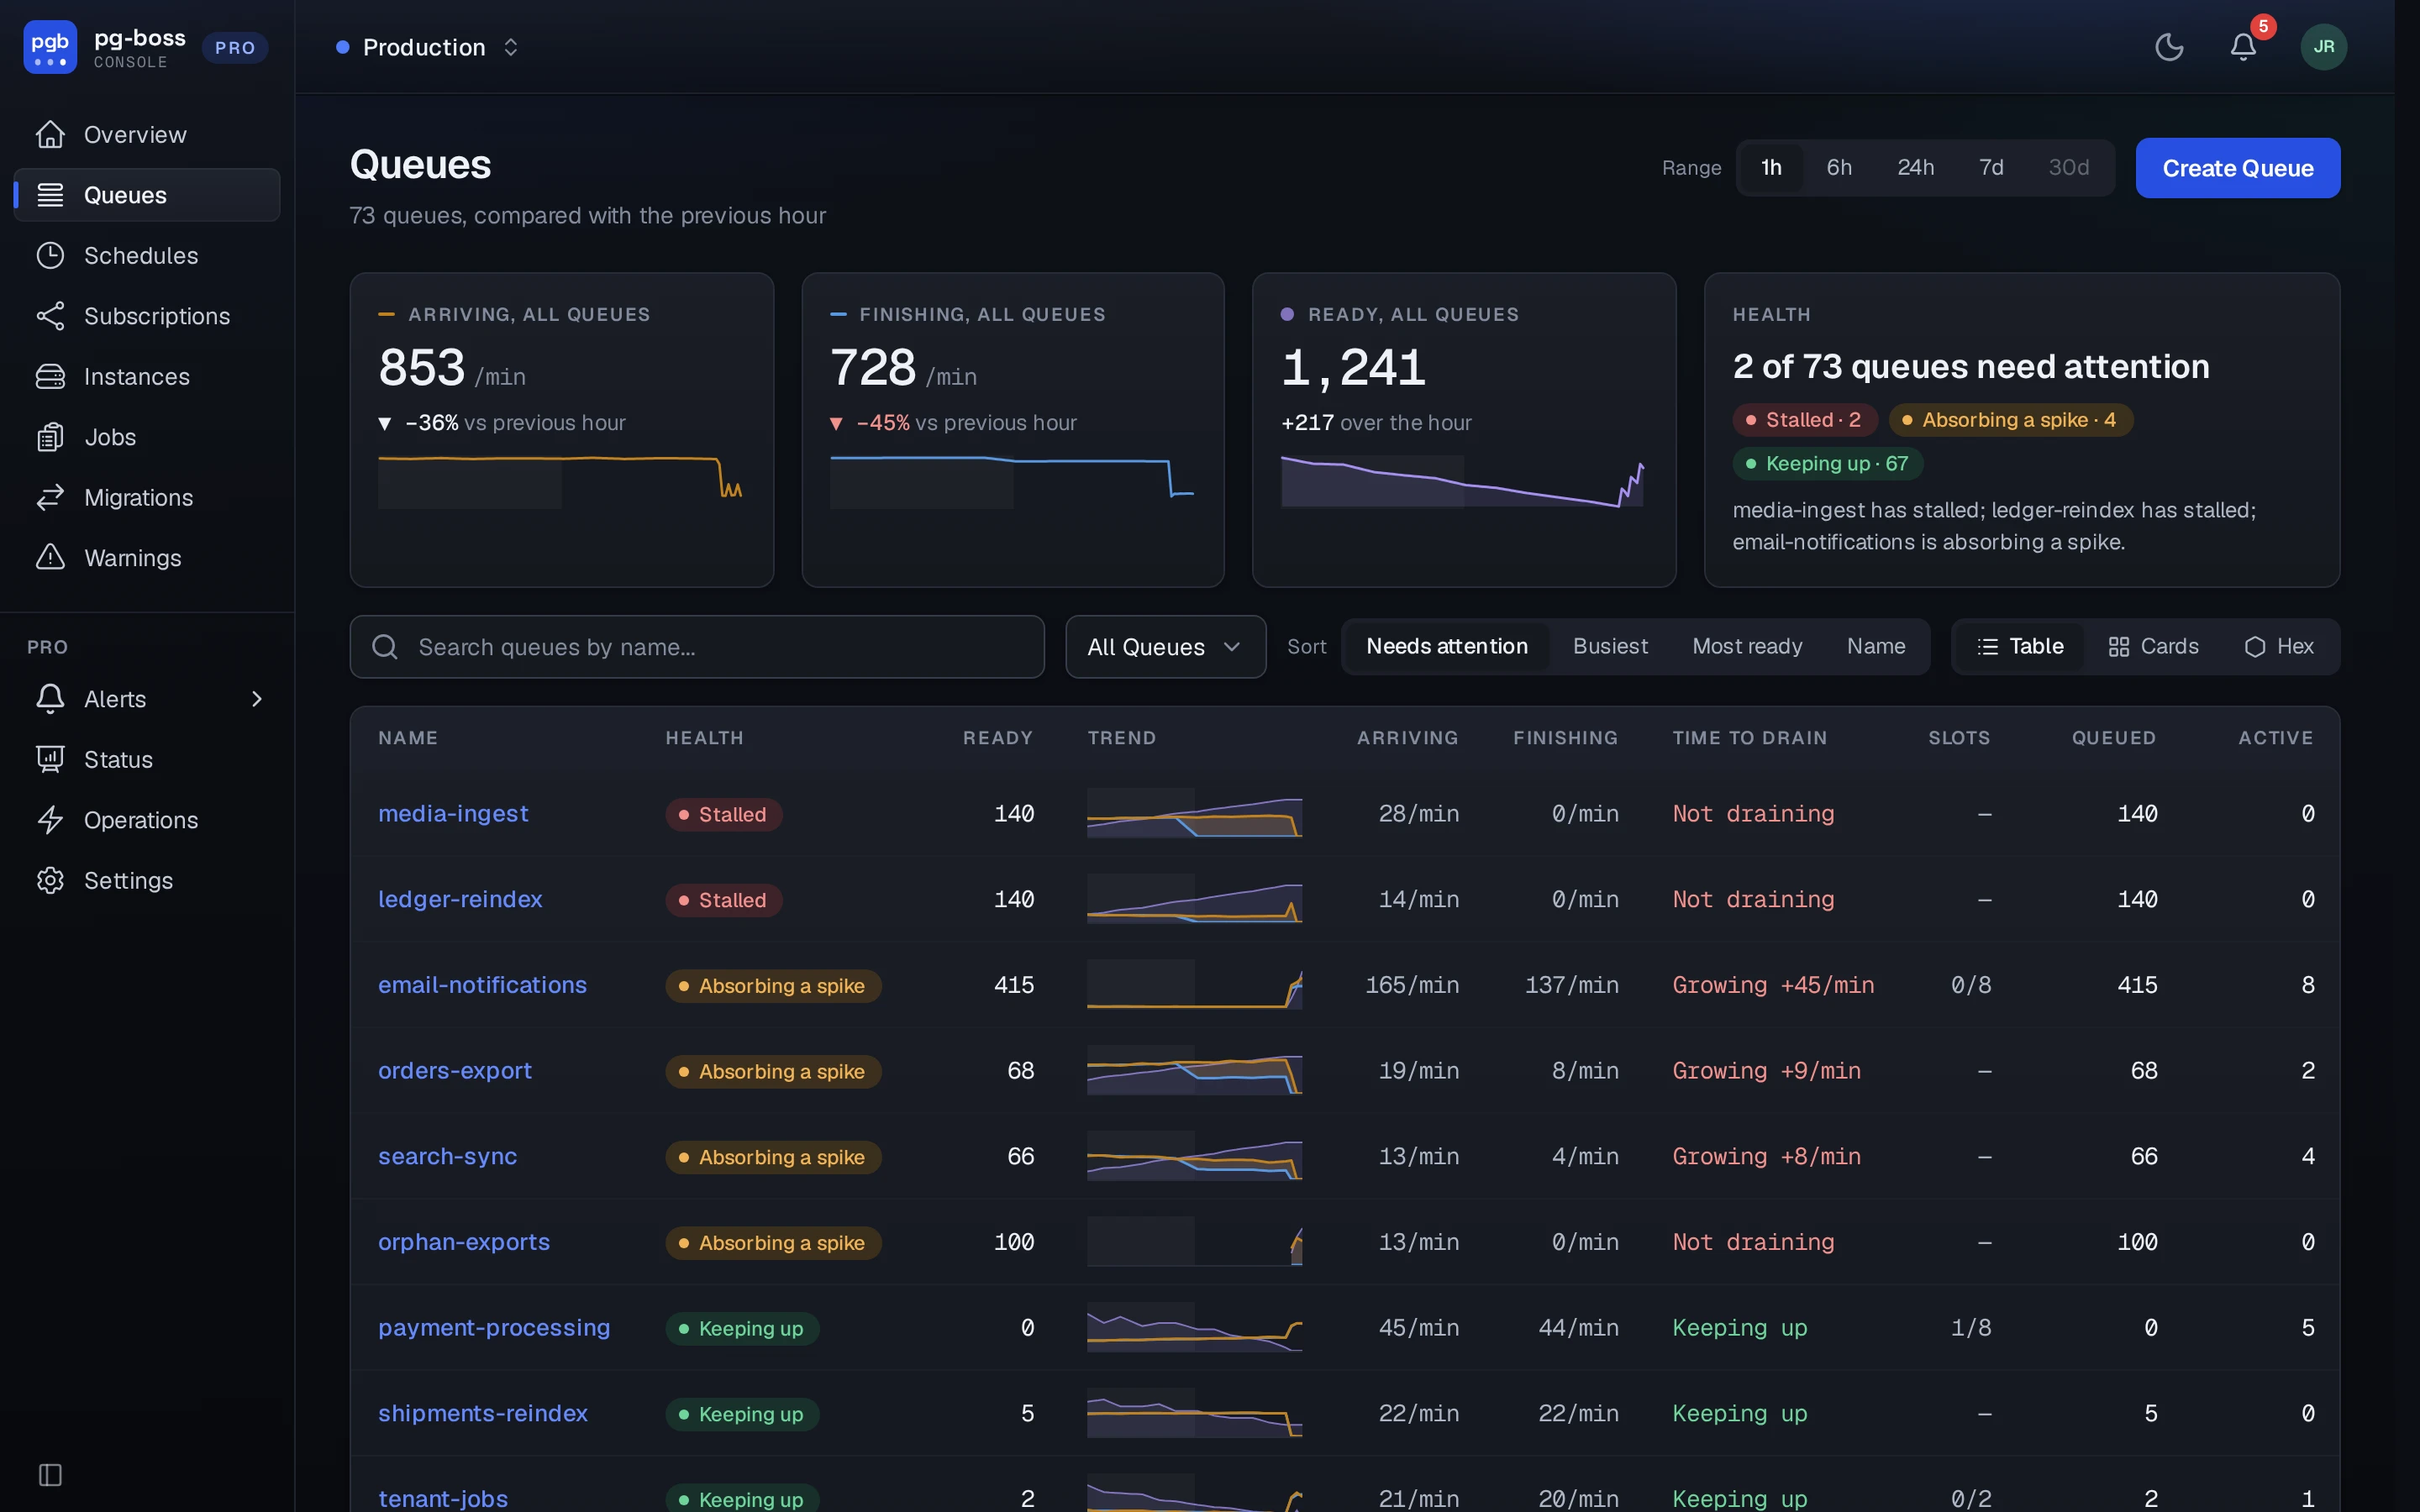 pgb
pg-boss
CONSOLE
PRO
Production
5
JR
Overview
Queues
Schedules
Subscriptions
Instances
Jobs
Migrations
Warnings
PRO
Alerts
Status
Operations
Settings
Queues
73 queues, compared with the previous hour
Range 1h 6h 24h 7d 30d
Create Queue
ARRIVING, ALL QUEUES
853 /min
▼ −36% vs previous hour
FINISHING, ALL QUEUES
728 /min
▼ −45% vs previous hour
READY, ALL QUEUES
1,241
+217 over the hour
HEALTH
2 of 73 queues need attention
Stalled · 2 Absorbing a spike · 4
Keeping up · 67
media-ingest has stalled; ledger-reindex has stalled;
email-notifications is absorbing a spike.
Search queues by name...
All Queues
Sort Needs attention Busiest Most ready Name
Table Cards Hex
NAME HEALTH READY TREND ARRIVING FINISHING TIME TO DRAIN SLOTS QUEUED ACTIVE
media-ingest Stalled 140 28/min 0/min Not draining — 140 0
ledger-reindex Stalled 140 14/min 0/min Not draining — 140 0
email-notifications Absorbing a spike 415 165/min 137/min Growing +45/min 0/8 415 8
orders-export Absorbing a spike 68 19/min 8/min Growing +9/min — 68 2
search-sync Absorbing a spike 66 13/min 4/min Growing +8/min — 66 4
orphan-exports Absorbing a spike 100 13/min 0/min Not draining — 100 0
payment-processing Keeping up 0 45/min 44/min Keeping up 1/8 0 5
shipments-reindex Keeping up 5 22/min 22/min Keeping up — 5 0
tenant-jobs Keeping up 2 21/min 20/min Keeping up 0/2 2 1